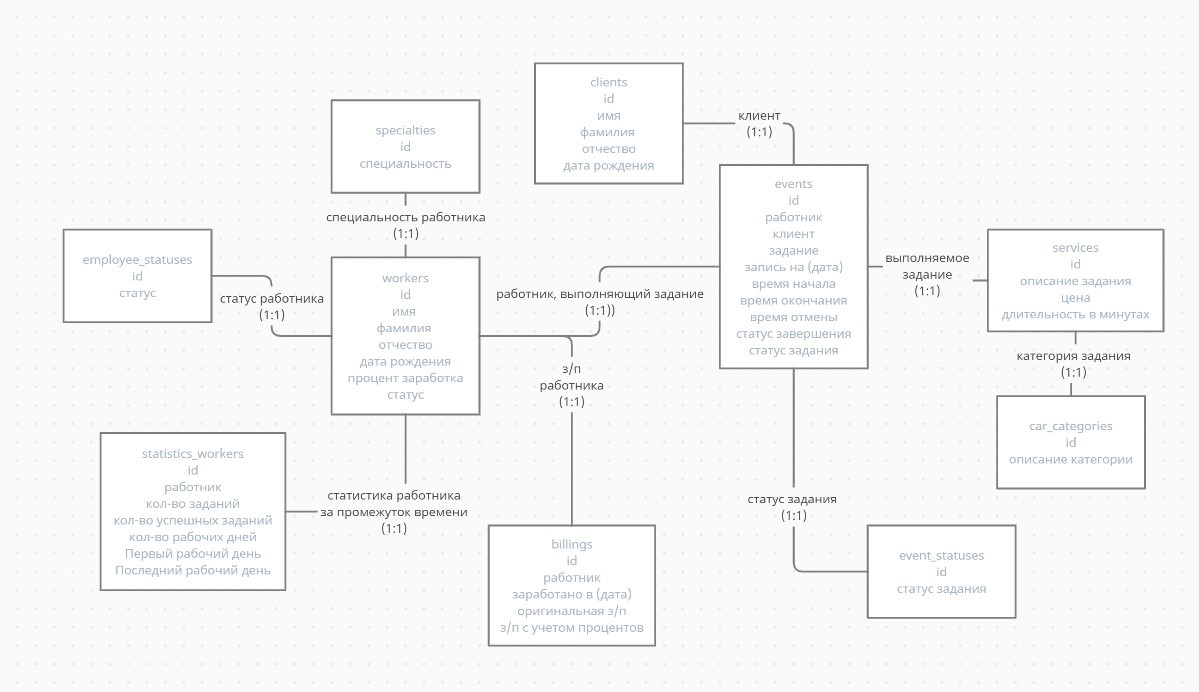 clients
id
имя
фамилия
отчество
дата рождения
клиент
(1:1)
specialties
id
специальность
специальность работника
(1:1)
events
id
работник
клиент
задание
запись на (дата)
время начала
время окончания
время отмены
статус завершения
статус задания
employee_statuses
id
статус
статус работника
(1:1)
workers
id
имя
фамилия
отчество
дата рождения
процент заработка
статус
работник, выполняющий задание
(1:1))
выполняемое
задание
(1:1)
services
id
описание задания
цена
длительность в минутах
категория задания
(1:1)
з/п
работника
(1:1)
car_categories
id
описание категории
statistics_workers
id
работник
кол-во заданий
кол-во успешных заданий
кол-во рабочих дней
Первый рабочий день
Последний рабочий день
статистика работника
за промежуток времени
(1:1)
статус задания
(1:1)
billings
id
работник
заработано в (дата)
оригинальная з/п
з/п с учетом процентов
event_statuses
id
статус задания